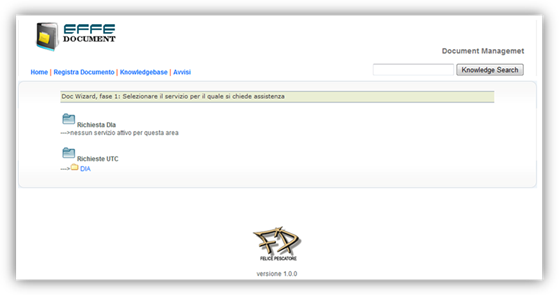 EFFE
DOCUMENT
Document Managemet
Home | Registra Documento | Knowledgebase | Avvisi
Knowledge Search
Doc Wizard, fase 1: Selezionare il servizio per il quale si chiede assistenza
Richiesta DIa
--->nessun servizio attivo per questa area
Richieste UTC
---> DIA
FP
FELICE PESCATORE
versione 1.0.0